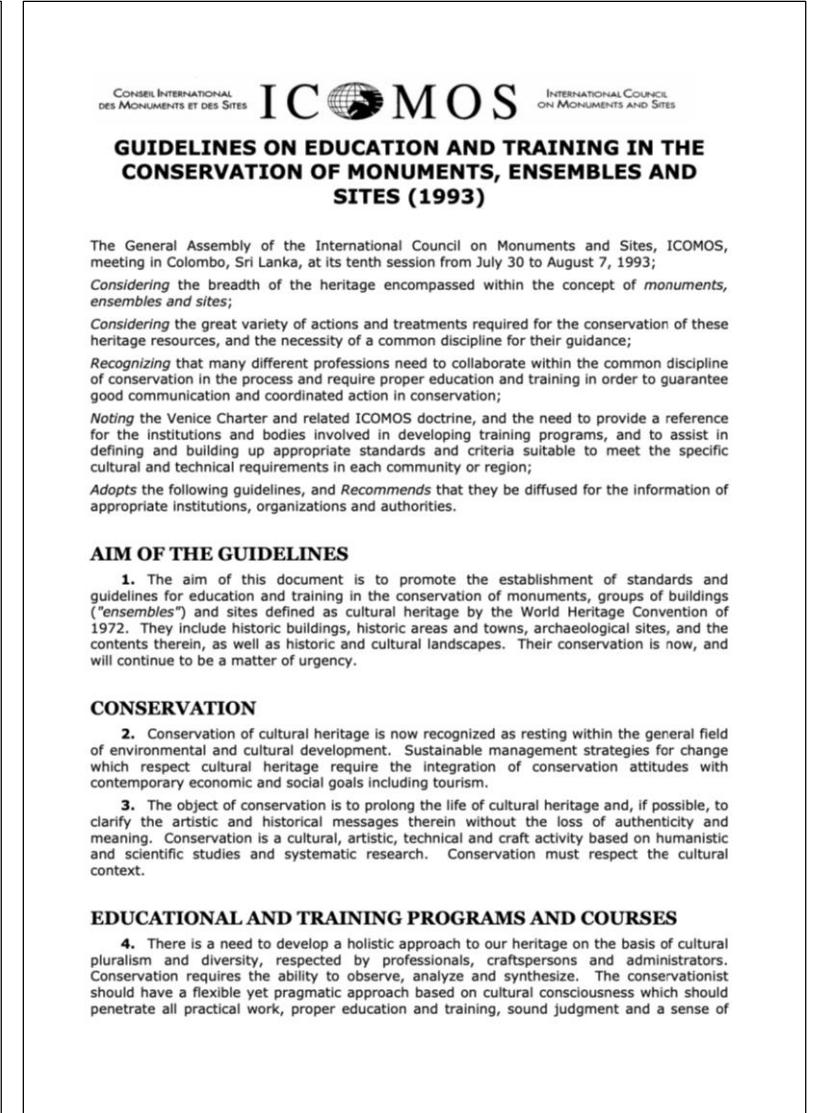 CONSEIL INTERNATIONAL
DES MONUMENTS ET DES SITES
ICOMOS
INTERNATIONAL COUNCIL
ON MONUMENTS AND SITES
GUIDELINES ON EDUCATION AND TRAINING IN THE
CONSERVATION OF MONUMENTS, ENSEMBLES AND
SITES (1993)
The General Assembly of the International Council on Monuments and Sites, ICOMOS,
meeting in Colombo, Sri Lanka, at its tenth session from July 30 to August 7, 1993;
Considering the breadth of the heritage encompassed within the concept of monuments,
ensembles and sites;
Considering the great variety of actions and treatments required for the conservation of these
heritage resources, and the necessity of a common discipline for their guidance;
Recognizing that many different professions need to collaborate within the common discipline
of conservation in the process and require proper education and training in order to guarantee
good communication and coordinated action in conservation;
Noting the Venice Charter and related ICOMOS doctrine, and the need to provide a reference
for the institutions and bodies involved in developing training programs, and to assist in
defining and building up appropriate standards and criteria suitable to meet the specific
cultural and technical requirements in each community or region;
Adopts the following guidelines, and Recommends that they be diffused for the information of
appropriate institutions, organizations and authorities.
AIM OF THE GUIDELINES
1. The aim of this document is to promote the establishment of standards and
guidelines for education and training in the conservation of monuments, groups of buildings
("ensembles") and sites defined as cultural heritage by the World Heritage Convention of
1972. They include historic buildings, historic areas and towns, archaeological sites, and the
contents therein, as well as historic and cultural landscapes. Their conservation is now, and
will continue to be a matter of urgency.
CONSERVATION
2. Conservation of cultural heritage is now recognized as resting within the general field
of environmental and cultural development. Sustainable management strategies for change
which respect cultural heritage require the integration of conservation attitudes with
contemporary economic and social goals including tourism.
3. The object of conservation is to prolong the life of cultural heritage and, if possible, to
clarify the artistic and historical messages therein without the loss of authenticity and
meaning. Conservation is a cultural, artistic, technical and craft activity based on humanistic
and scientific studies and systematic research. Conservation must respect the cultural
context.
EDUCATIONAL AND TRAINING PROGRAMS AND COURSES
4. There is a need to develop a holistic approach to our heritage on the basis of cultural
pluralism and diversity, respected by professionals, craftspersons and administrators.
Conservation requires the ability to observe, analyze and synthesize. The conservationist
should have a flexible yet pragmatic approach based on cultural consciousness which should
penetrate all practical work, proper education and training, sound judgment and a sense of